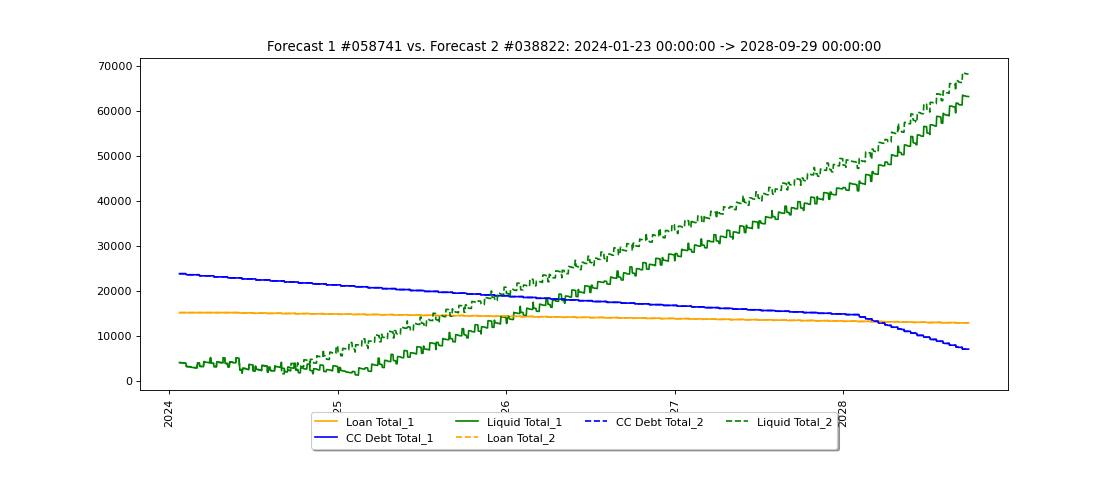 Forecast 1 #058741 vs. Forecast 2 #038822: 2024-01-23 00:00:00 -> 2028-09-29 00:00:00
70000
60000
50000
40000
30000
20000
10000
0
2024
25
26
27
2028
Loan Total_1
Liquid Total_1
CC Debt Total_2
Liquid Total_2
CC Debt Total_1
Loan Total_2